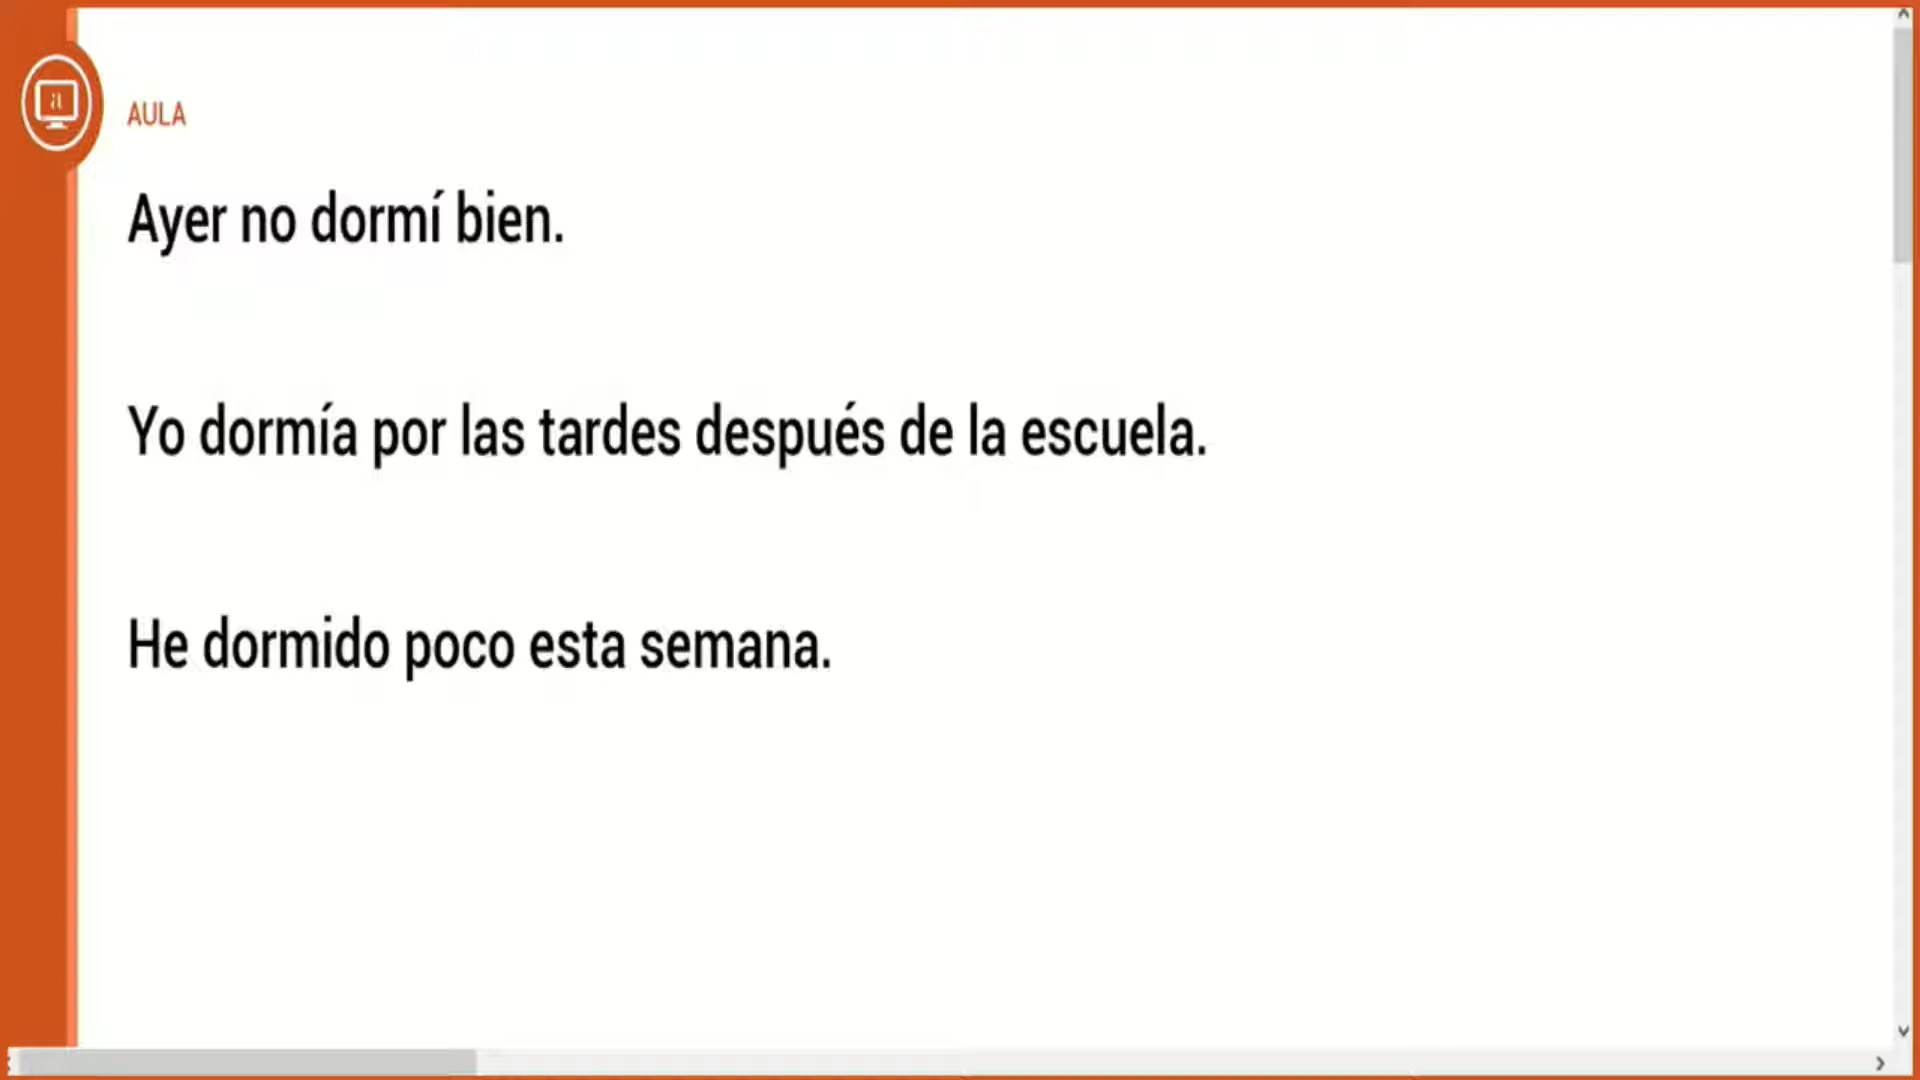 AULA
Ayer no dormí bien.
Yo dormía por las tardes después de la escuela.
He dormido poco esta semana.